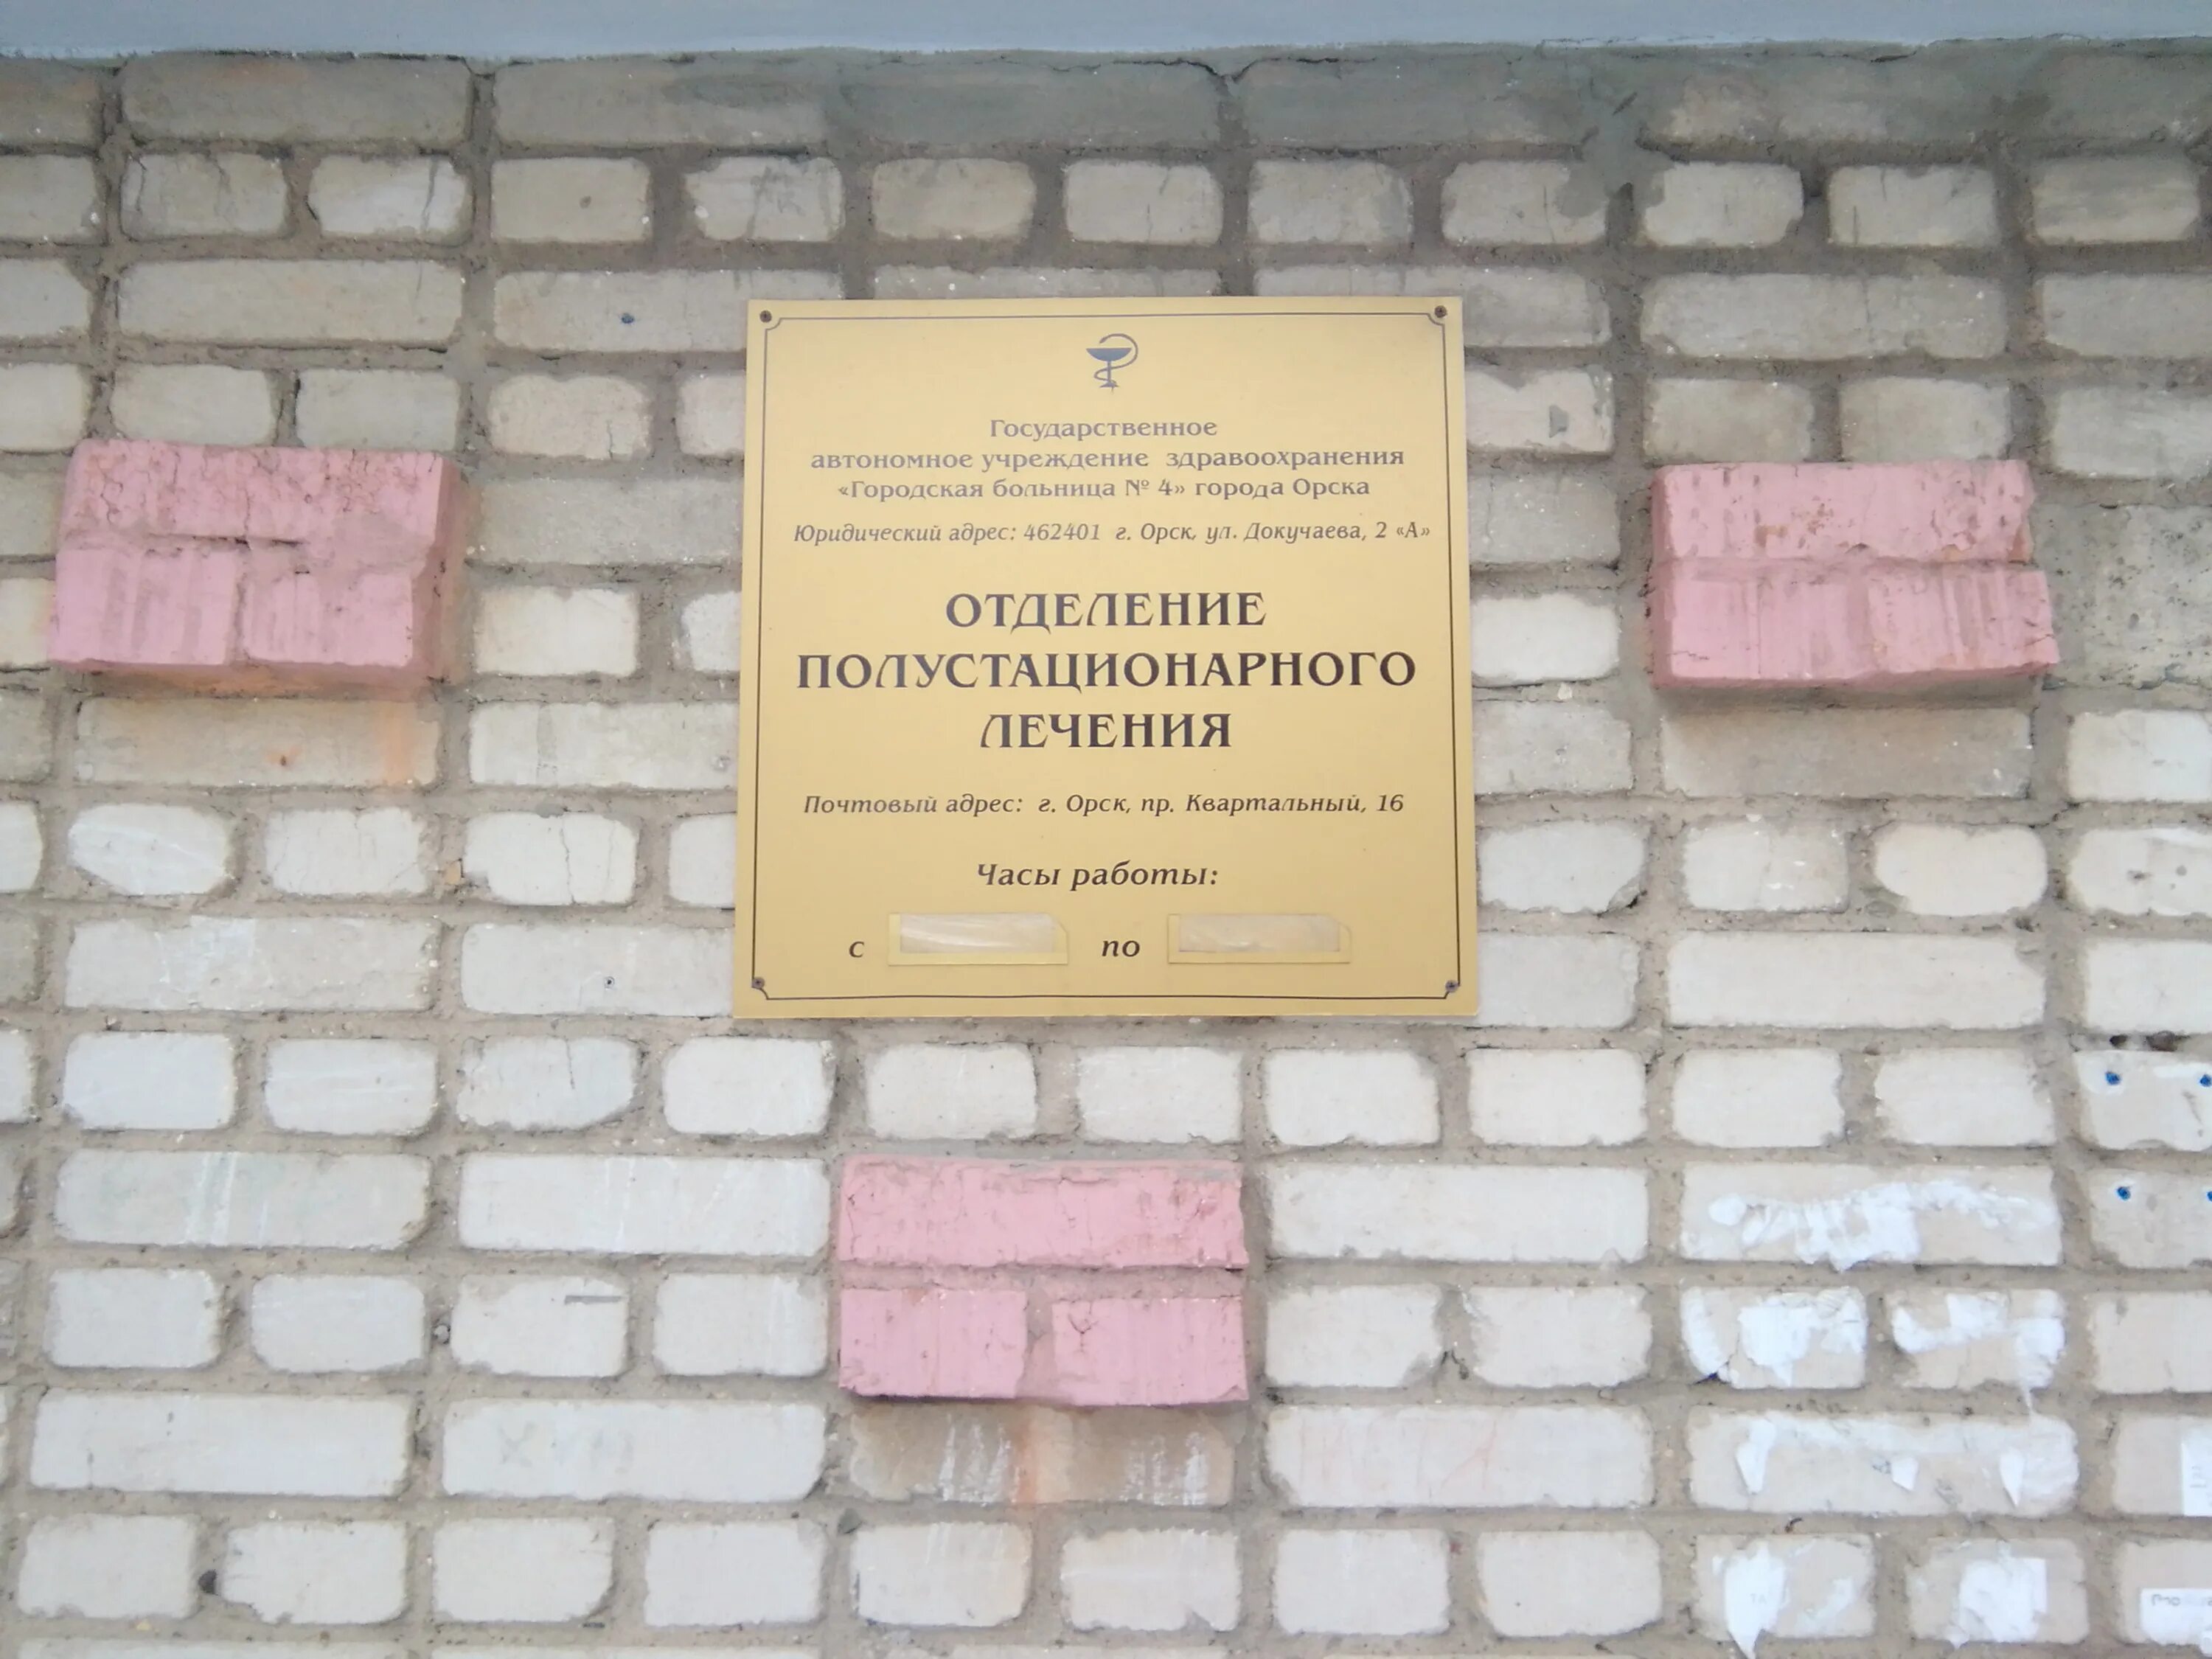 Государственное
автономное учреждение здравоохранения
«Городская больница № 4» города Орска
Юридический адрес: 462401 г. Орск, ул. Докучаева, 2 «А»
ОТДЕЛЕНИЕ
ПОЛУСТАЦИОНАРНОГО
ЛЕЧЕНИЯ
Почтовый адрес: г. Орск, пр. Квартальный, 16
Часы работы:
с по